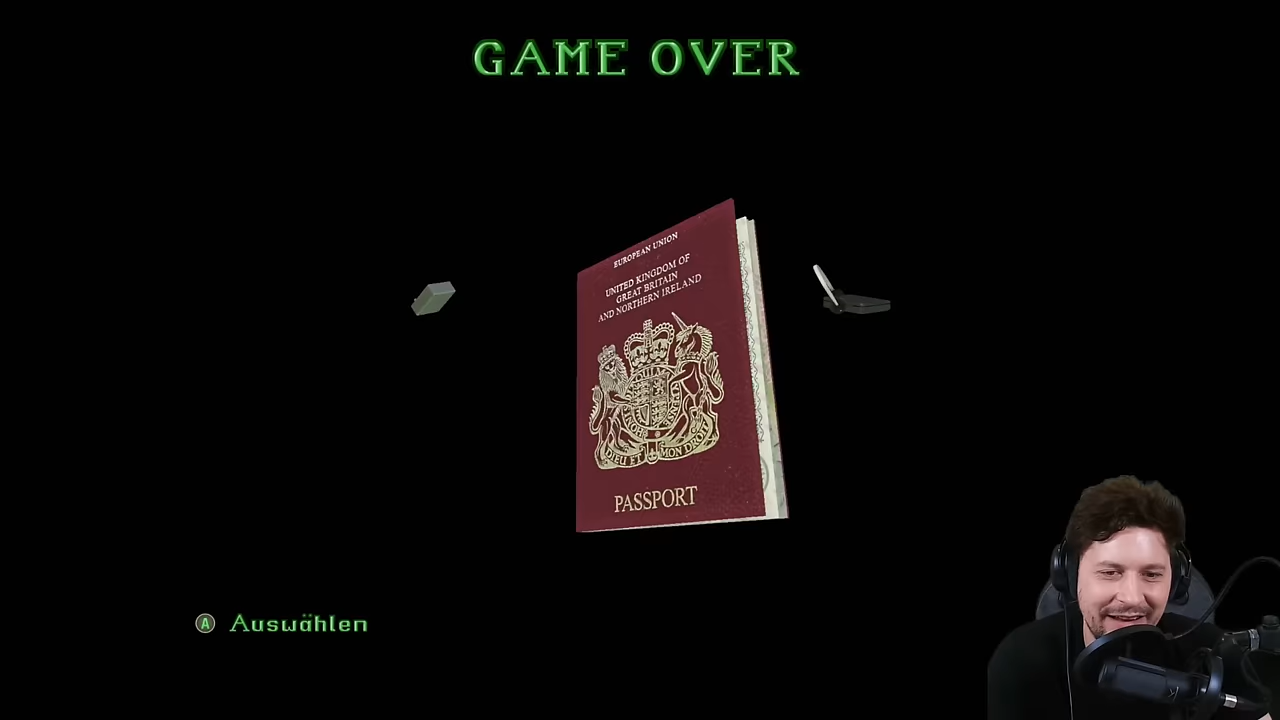 GAME OVER
EUROPEAN UNION
UNITED KINGDOM OF
GREAT BRITAIN
AND NORTHERN IRELAND
DIEU ET MON DROIT
PASSPORT
A Auswählen